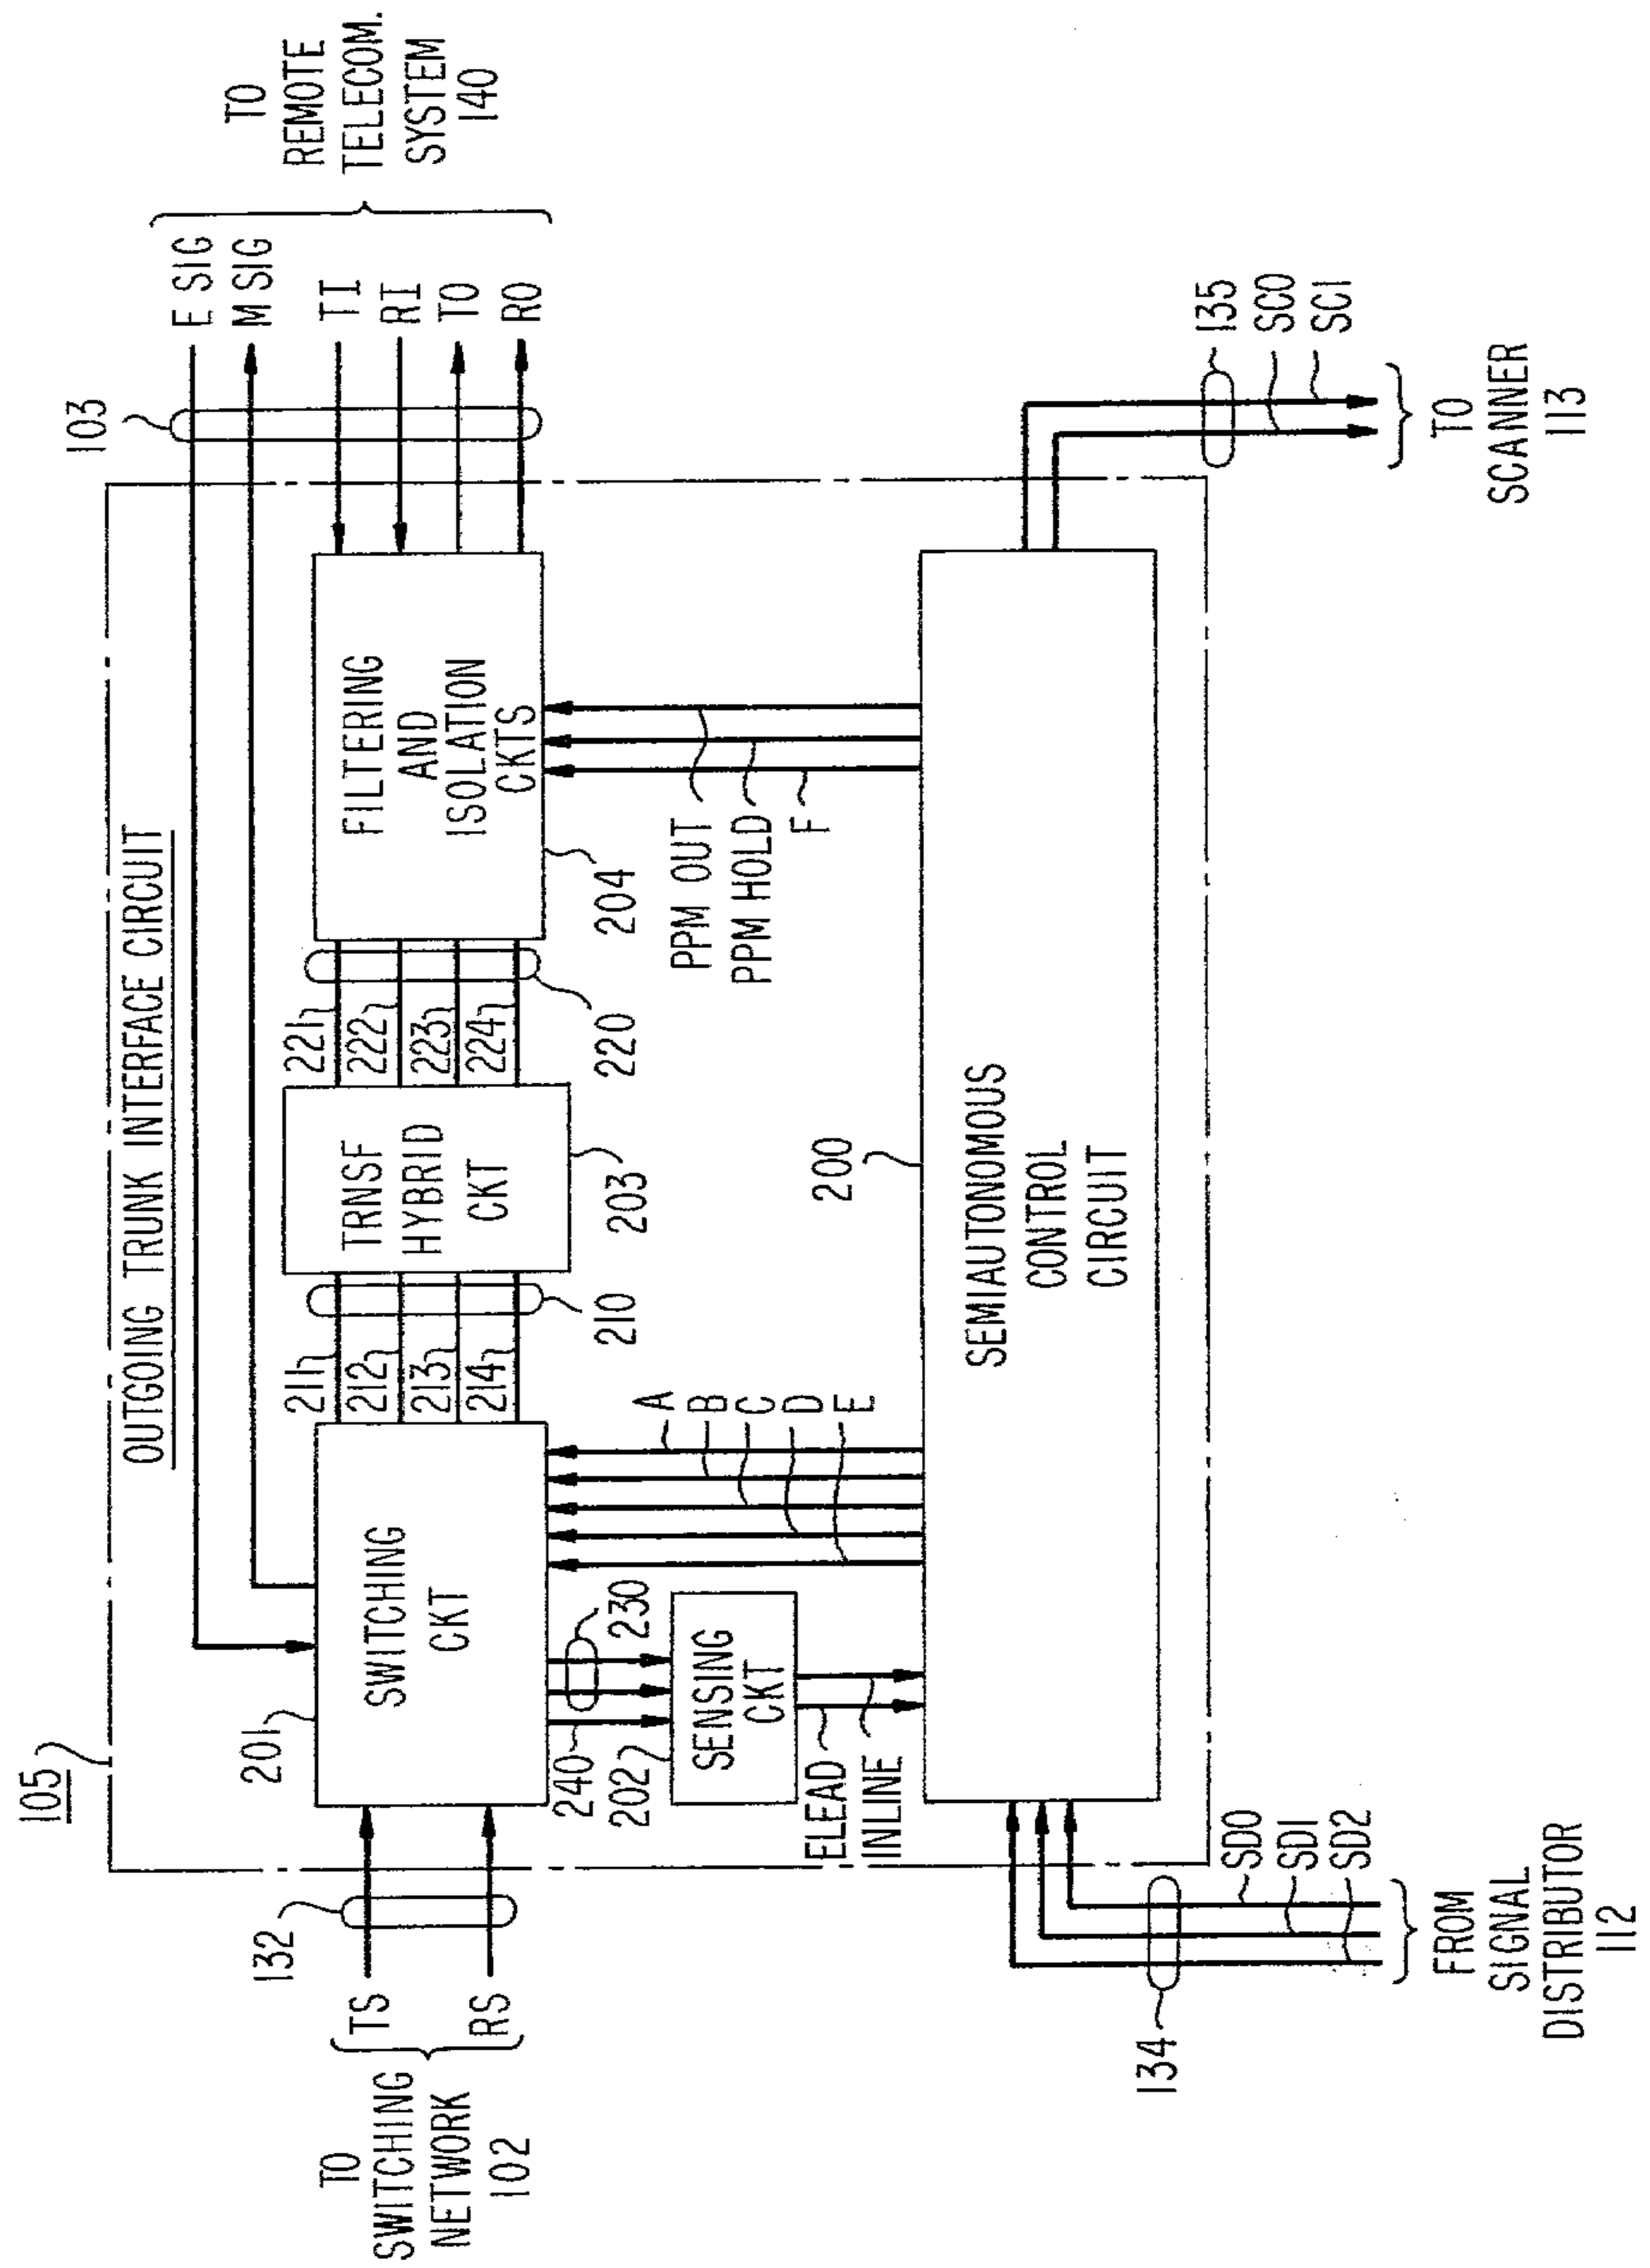 105
OUTGOING TRUNK INTERFACE CIRCUIT
103
E SIG
M SIG
TI
RI
TO
RO
TO
REMOTE
TELECOM.
SYSTEM
140
TO
SWITCHING
NETWORK
102
TS
RS
132
201
SWITCHING
CKT
211
212
213
214
210
TRNSF
HYBRID
CKT
203
221
222
223
224
220
FILTERING
AND
ISOLATION
CKTS
204
240
230
202
SENSING
CKT
ELEAD
INLINE
A
B
C
D
E
PPM OUT
PPM HOLD
F
200
SEMIAUTONOMOUS
CONTROL
CIRCUIT
134
SD0
SD1
SD2
FROM
SIGNAL
DISTRIBUTOR
112
135
SC0
SC1
TO
SCANNER
113